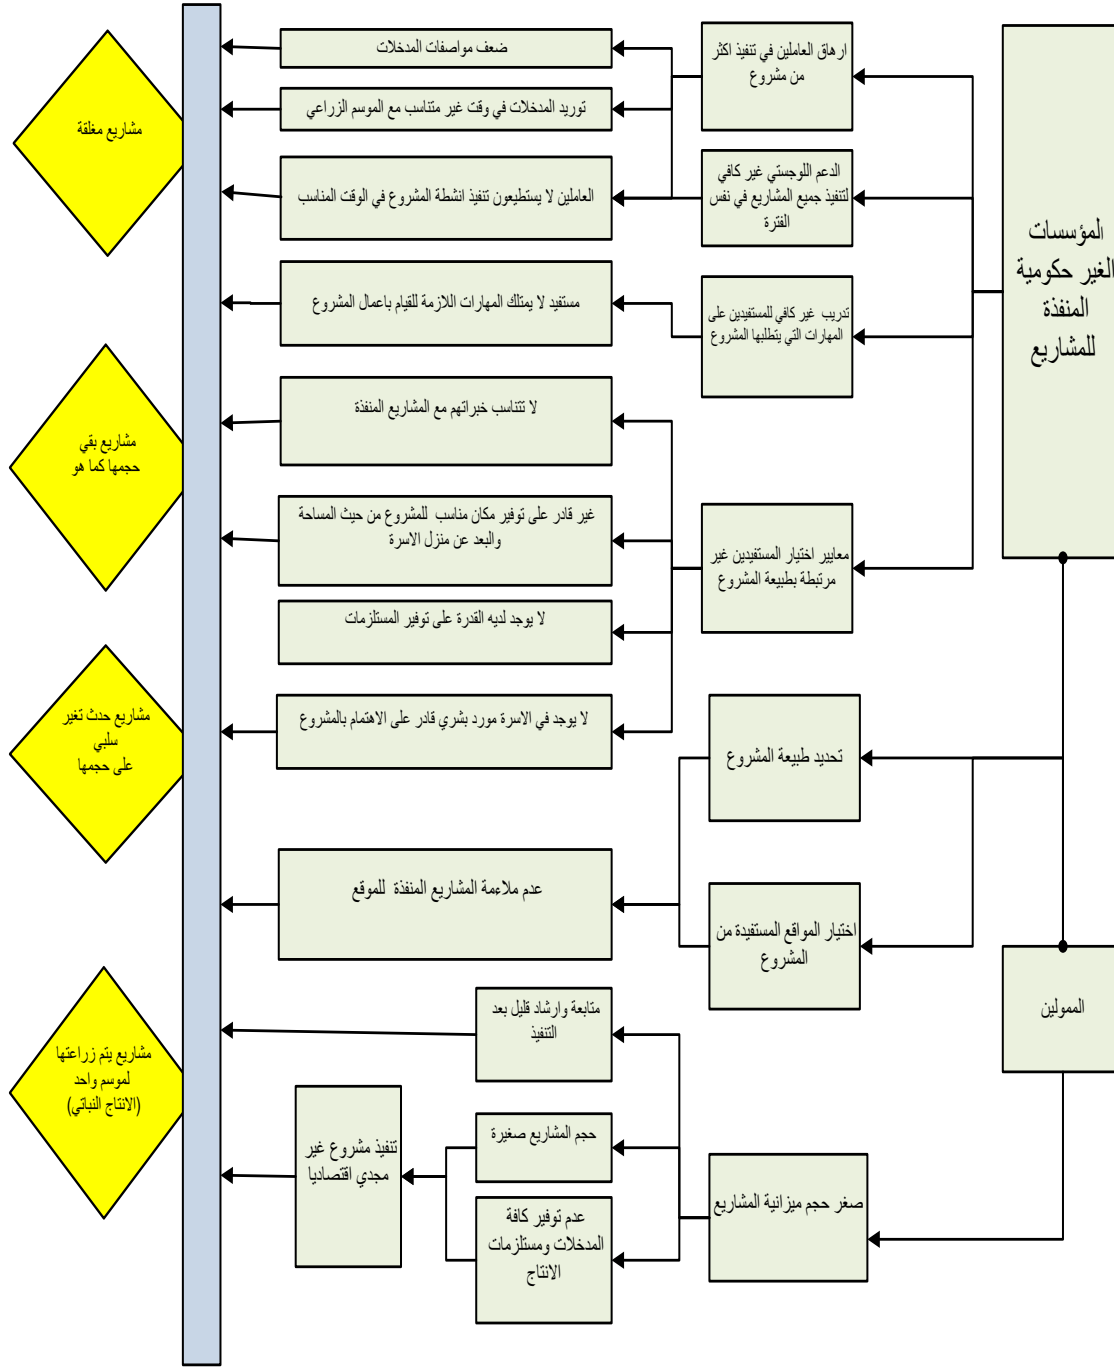 المؤسسات
الغير حكومية
المنفذة
للمشاريع
الممولين
ارهاق العاملين في تنفيذ اكثر
من مشروع
الدعم اللوجستي غير كافي
لتنفيذ جميع المشاريع في نفس
الفترة
تدريب غير كافي للمستفيدين على
المهارات التي يتطلبها المشروع
معايير اختيار المستفيدين غير
مرتبطة بطبيعة المشروع
تحديد طبيعة المشروع
اختيار المواقع المستفيدة من
المشروع
صغر حجم ميزانية المشاريع
ضعف مواصفات المدخلات
توريد المدخلات في وقت غير متناسب مع الموسم الزراعي
العاملين لا يستطيعون تنفيذ انشطة المشروع في الوقت المناسب
مستفيد لا يمتلك المهارات اللازمة للقيام باعمال المشروع
لا تتناسب خبراتهم مع المشاريع المنفذة
غير قادر على توفير مكان مناسب للمشروع من حيث المساحة
والبعد عن منزل الاسرة
لا يوجد لديه القدرة على توفير المستلزمات
لا يوجد في الاسرة مورد بشري قادر على الاهتمام بالمشروع
عدم ملاءمة المشاريع المنفذة للموقع
متابعة وارشاد قليل بعد
التنفيذ
حجم المشاريع صغيرة
عدم توفير كافة
المدخلات ومستلزمات
الانتاج
تنفيذ مشروع غير
مجدي اقتصاديا
مشاريع مغلقة
مشاريع بقي
حجمها كما هو
مشاريع حدث تغير
سلبي
على حجمها
مشاريع يتم زراعتها
لموسم واحد
(الانتاج النباتي)